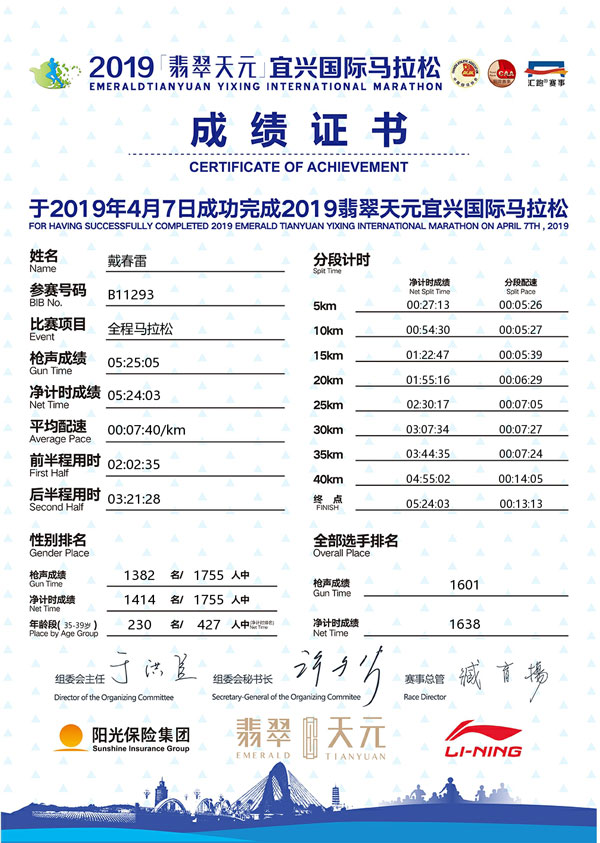 2019「翡翠天元」宜兴国际马拉松
EMERALDTIANYUAN YIXING INTERNATIONAL MARATHON
汇跑®赛事
成绩证书
CERTIFICATE OF ACHIEVEMENT
于2019年4月7日成功完成2019翡翠天元宜兴国际马拉松
FOR HAVING SUCCESSFULLY COMPLETED 2019 EMERALD TIANYUAN YIXING INTERNATIONAL MARATHON ON APRIL 7TH , 2019
姓名 戴春雷
Name
参赛号码 B11293
BIB No.
比赛项目 全程马拉松
Event
枪声成绩 05:25:05
Gun Time
净计时成绩 05:24:03
Net Time
平均配速 00:07:40/km
Average Pace
前半程用时 02:02:35
First Half
后半程用时 03:21:28
Second Half
分段计时
Split Time
净计时成绩 分段配速
Net Split Time Split Pace
5km 00:27:13 00:05:26
10km 00:54:30 00:05:27
15km 01:22:47 00:05:39
20km 01:55:16 00:06:29
25km 02:30:17 00:07:05
30km 03:07:34 00:07:27
35km 03:44:35 00:07:24
40km 04:55:02 00:14:05
终 点 05:24:03 00:13:13
FINISH
性别排名
Gender Place
枪声成绩 1382 名/ 1755 人中
Gun Time
净计时成绩 1414 名/ 1755 人中
Net Time
年龄段( 35-39岁 ) 230 名/ 427 人中(净计时排名)
Place by Age Group Net Time
全部选手排名
Overall Place
枪声成绩 1601
Gun Time
净计时成绩 1638
Net Time
组委会主任
Director of the Organizing Committee
组委会秘书长
Secretary-General of the Organizing Commitee
赛事总管
Race Director
阳光保险集团
Sunshine Insurance Group
翡翠 天元
EMERALD TIANYUAN
LI-NING